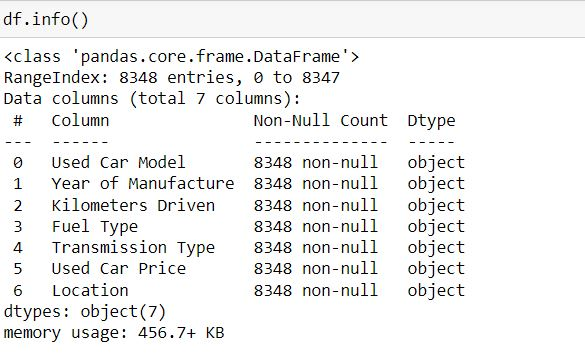 df.info()
<class 'pandas.core.frame.DataFrame'>
RangeIndex: 8348 entries, 0 to 8347
Data columns (total 7 columns):
 #   Column               Non-Null Count  Dtype
---  ------               --------------  -----
 0   Used Car Model       8348 non-null   object
 1   Year of Manufacture  8348 non-null   object
 2   Kilometers Driven    8348 non-null   object
 3   Fuel Type            8348 non-null   object
 4   Transmission Type    8348 non-null   object
 5   Used Car Price       8348 non-null   object
 6   Location             8348 non-null   object
dtypes: object(7)
memory usage: 456.7+ KB